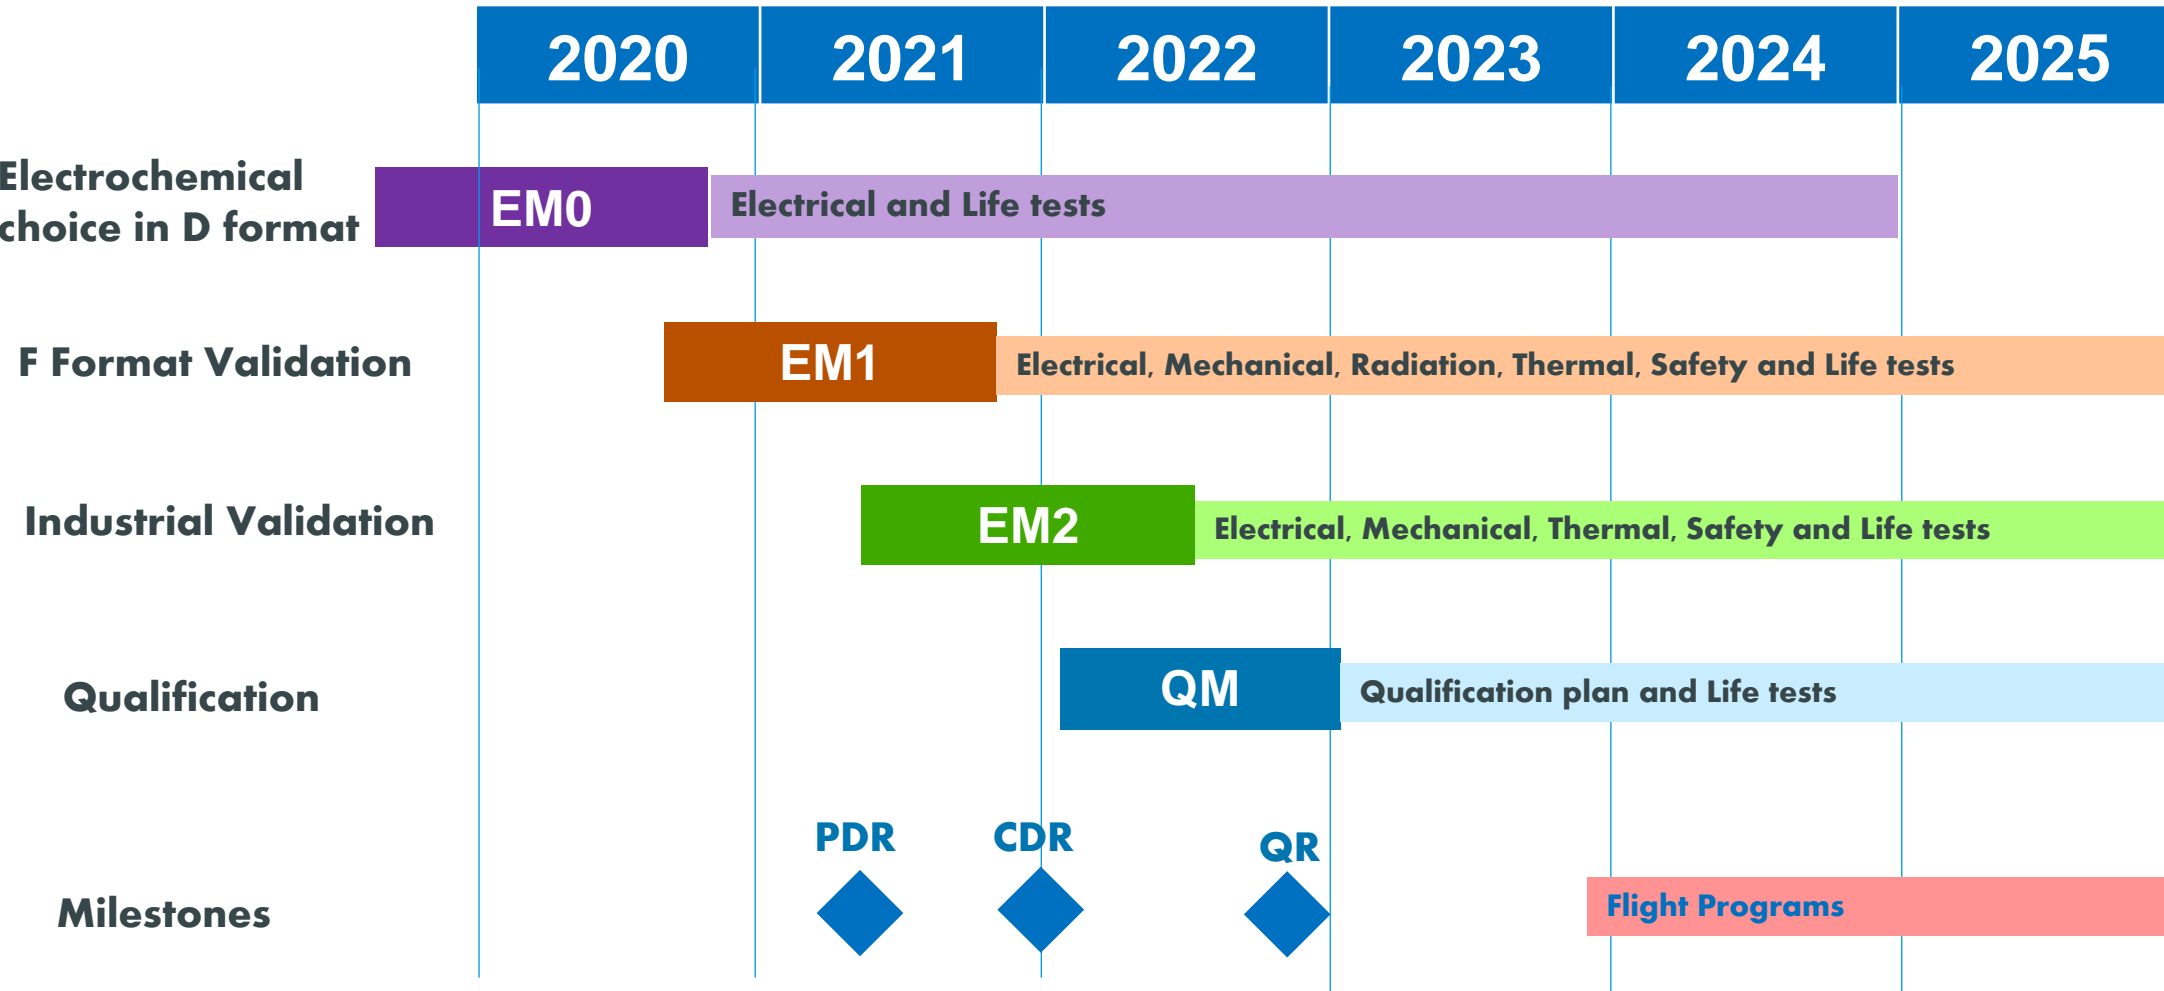 2020 2021 2022 2023 2024 2025
Electrochemical
choice in D format
EM0
Electrical and Life tests
F Format Validation
EM1
Electrical, Mechanical, Radiation, Thermal, Safety and Life tests
Industrial Validation
EM2
Electrical, Mechanical, Thermal, Safety and Life tests
Qualification
QM
Qualification plan and Life tests
PDR CDR QR
Milestones
Flight Programs